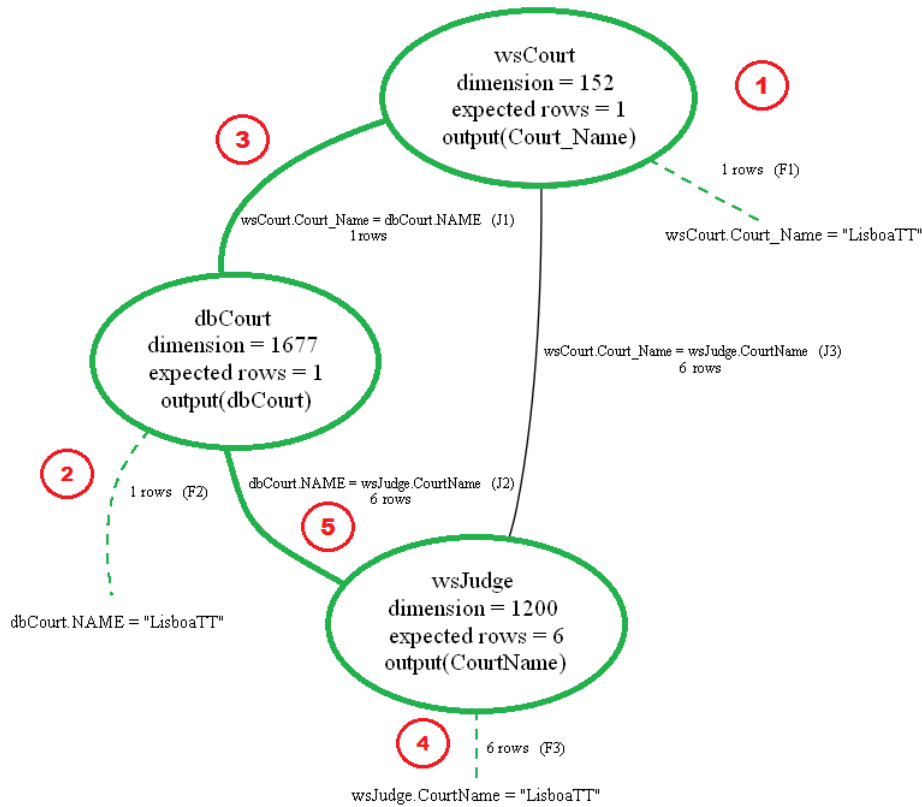 wsCourt
dimension = 152
expected rows = 1
output(Court_Name)
1
3
1 rows (F1)
wsCourt.Court_Name = "LisboaTT"
wsCourt.Court_Name = dbCourt.NAME (J1)
1 rows
dbCourt
dimension = 1677
expected rows = 1
output(dbCourt)
wsCourt.Court_Name = wsJudge.CourtName (J3)
6 rows
2
1 rows (F2)
dbCourt.NAME = wsJudge.CourtName (J2)
6 rows
5
dbCourt.NAME = "LisboaTT"
wsJudge
dimension = 1200
expected rows = 6
output(CourtName)
4
6 rows (F3)
wsJudge.CourtName = "LisboaTT"